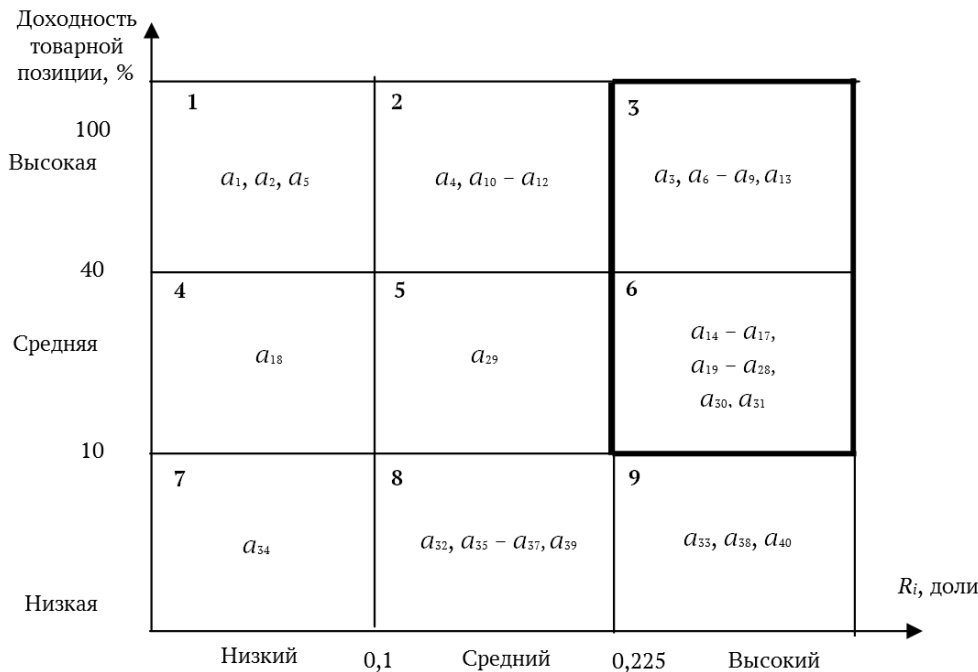 Доходность
товарной
позиции, %
1 2 3
100
Высокая
a₁, a₂, a₅ a₄, a₁₀ – a₁₂ a₃, a₆ – a₉, a₁₃
40
4 5 6
Средняя
a₁₈ a₂₉ a₁₄ – a₁₇,
a₁₉ – a₂₈,
a₃₀, a₃₁
10
7 8 9
a₃₄ a₃₂, a₃₅ – a₃₇, a₃₉ a₃₃, a₃₈, a₄₀
Rᵢ, доли
Низкая
Низкий 0,1 Средний 0,225 Высокий